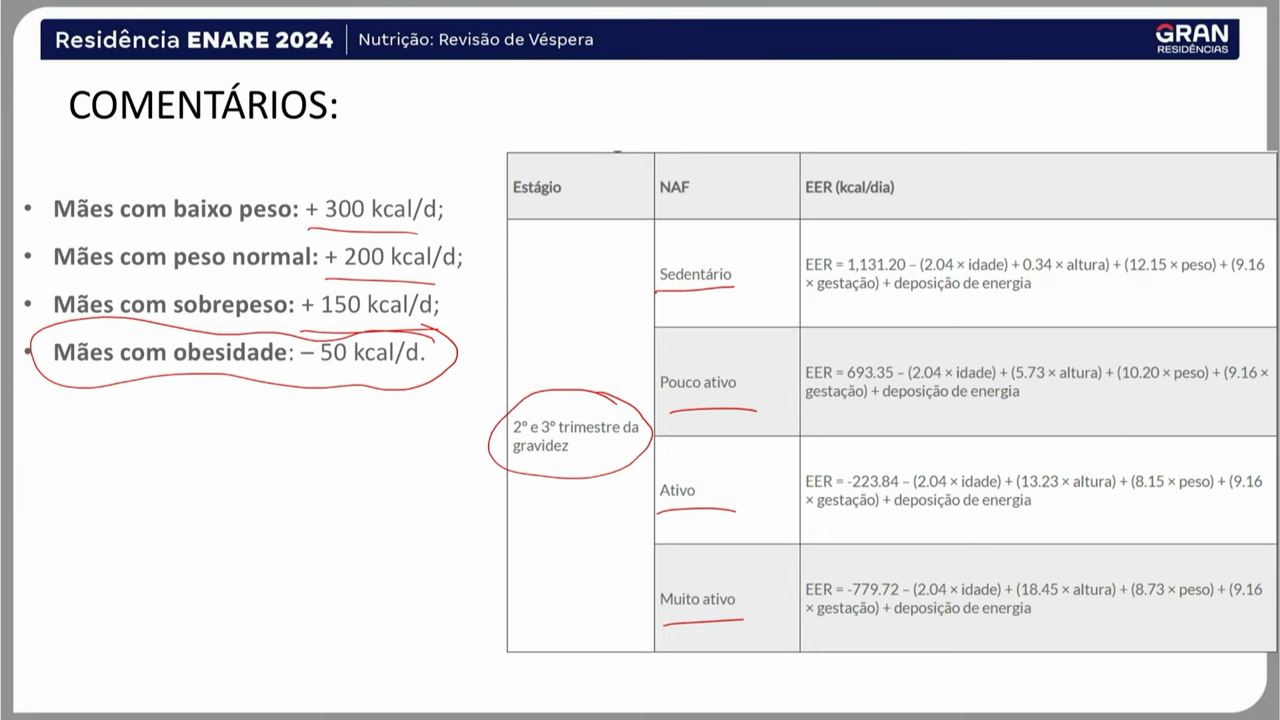 Residência ENARE 2024 | Nutrição: Revisão de Véspera
GRAN
RESIDÊNCIAS
COMENTÁRIOS:
• Mães com baixo peso: + 300 kcal/d;
• Mães com peso normal: + 200 kcal/d;
• Mães com sobrepeso: + 150 kcal/d;
• Mães com obesidade: – 50 kcal/d.
Estágio
NAF
EER (kcal/dia)
2º e 3º trimestre da
gravidez
Sedentário
EER = 1,131.20 – (2.04 × idade) + 0.34 × altura) + (12.15 × peso) + (9.16
× gestação) + deposição de energia
Pouco ativo
EER = 693.35 – (2.04 × idade) + (5.73 × altura) + (10.20 × peso) + (9.16 ×
gestação) + deposição de energia
Ativo
EER = -223.84 – (2.04 × idade) + (13.23 × altura) + (8.15 × peso) + (9.16
× gestação) + deposição de energia
Muito ativo
EER = -779.72 – (2.04 × idade) + (18.45 × altura) + (8.73 × peso) + (9.16
× gestação) + deposição de energia